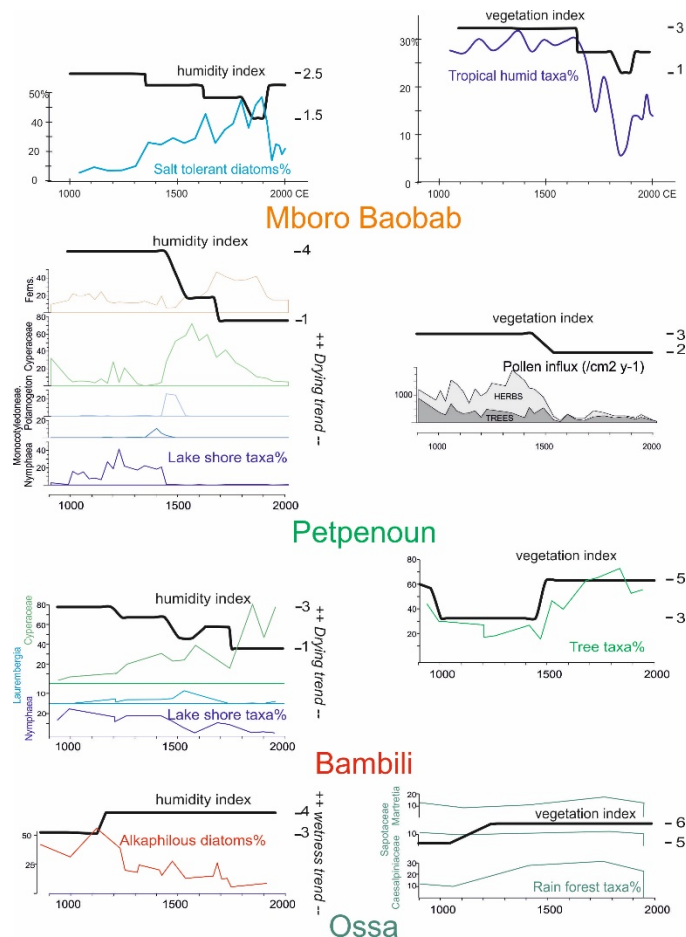 humidity index
–2.5
–1.5
50%
40
20
0
Salt tolerant diatoms%
1000
1500
2000 CE
vegetation index
–3
–1
30%
20
10
0
Tropical humid taxa%
1000
1500
2000 CE
Mboro Baobab
humidity index
–4
–1
Ferns.
40
20
Cyperaceae
80
60
40
20
Potamogeton
20
Monocotyledoneae.
20
Nymphaea
40
20
Lake shore taxa%
++ Drying trend --
1000
1500
2000
vegetation index
–3
–2
Pollen influx (/cm2 y-1)
1000
HERBS
TREES
1000
1500
2000
Petpenoun
humidity index
–3
–1
Cyperaceae
80
60
40
20
Laurembergia
10
Nymphaea
20
Lake shore taxa%
++ Drying trend --
1000
1500
2000
vegetation index
–5
–3
80
60
40
20
Tree taxa%
1000
1500
2000
Bambili
humidity index
–4
–3
50
Alkaphilous diatoms%
++ wetness trend --
1000
1500
2000
vegetation index
–6
–5
Martretia
20
10
Sapotaceae
10
Caesalpiniaceae
30
20
10
Rain forest taxa%
1000
1500
2000
Ossa